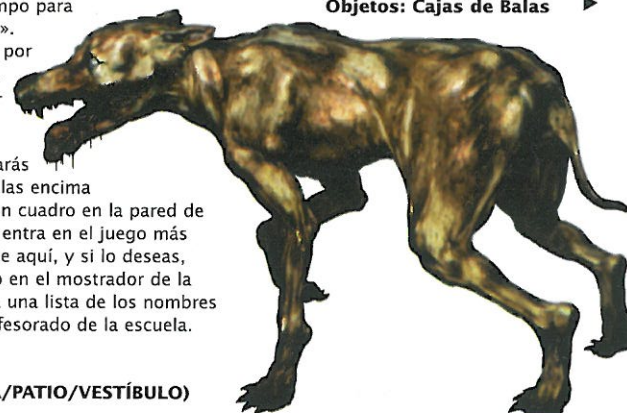 mpo para
».
por
arás
las encima
n cuadro en la pared de
entra en el juego más
e aquí, y si lo deseas,
o en el mostrador de la
una lista de los nombres
fesorado de la escuela.
/PATIO/VESTÍBULO)
Objetos: Cajas de Balas